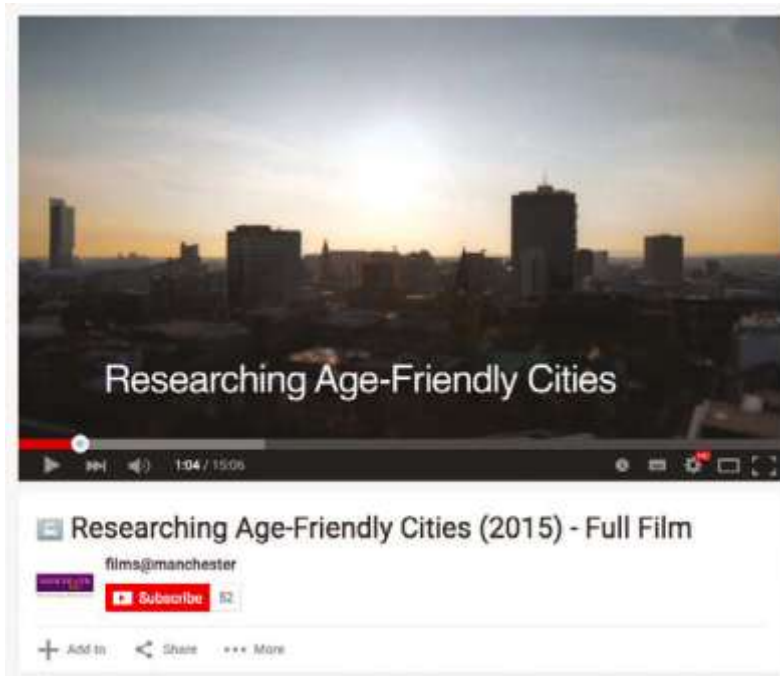 Researching Age-Friendly Cities
1:04 / 15:06
Researching Age-Friendly Cities (2015) - Full Film
films@manchester
Subscribe 52
Add to Share More